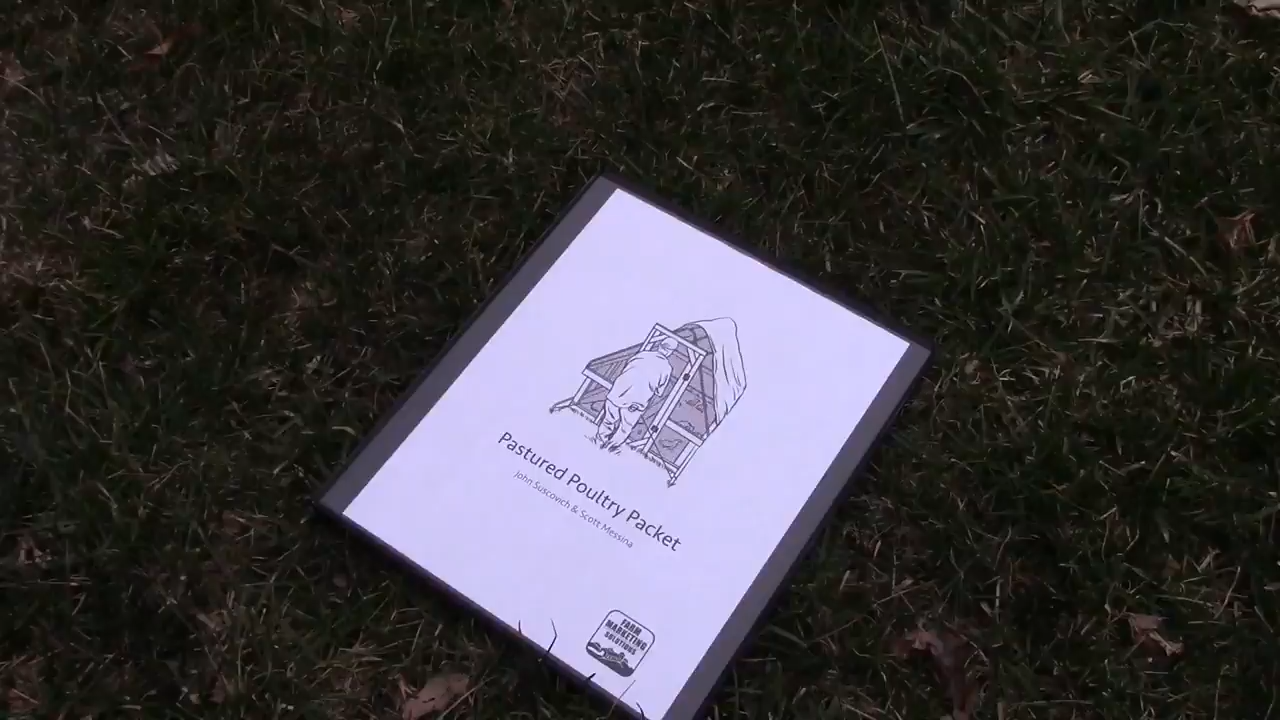 Pastured Poultry Packet
John Suscovich & Scott Messina
FARM
MARKETING
SOLUTIONS